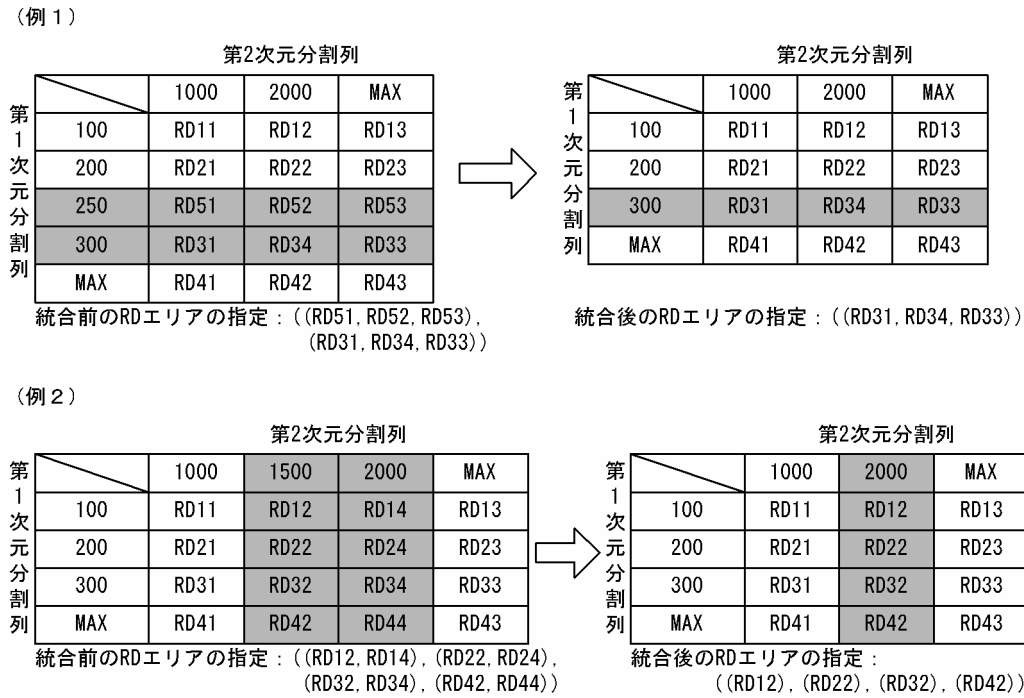 （例１）
第2次元分割列
第1次元分割列
1000 2000 MAX
100 RD11 RD12 RD13
200 RD21 RD22 RD23
250 RD51 RD52 RD53
300 RD31 RD34 RD33
MAX RD41 RD42 RD43
統合前のRDエリアの指定：((RD51,RD52,RD53),
(RD31,RD34,RD33))
第2次元分割列
第1次元分割列
1000 2000 MAX
100 RD11 RD12 RD13
200 RD21 RD22 RD23
300 RD31 RD34 RD33
MAX RD41 RD42 RD43
統合後のRDエリアの指定：((RD31,RD34,RD33))
（例２）
第2次元分割列
第1次元分割列
1000 1500 2000 MAX
100 RD11 RD12 RD14 RD13
200 RD21 RD22 RD24 RD23
300 RD31 RD32 RD34 RD33
MAX RD41 RD42 RD44 RD43
統合前のRDエリアの指定：((RD12,RD14),(RD22,RD24),
(RD32,RD34),(RD42,RD44))
第2次元分割列
第1次元分割列
1000 2000 MAX
100 RD11 RD12 RD13
200 RD21 RD22 RD23
300 RD31 RD32 RD33
MAX RD41 RD42 RD43
統合後のRDエリアの指定：
((RD12),(RD22),(RD32),(RD42))